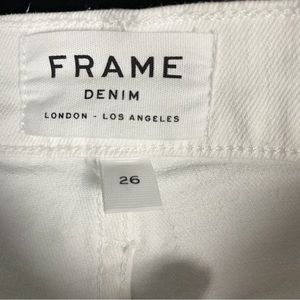 FRAME
DENIM
LONDON - LOS ANGELES
26